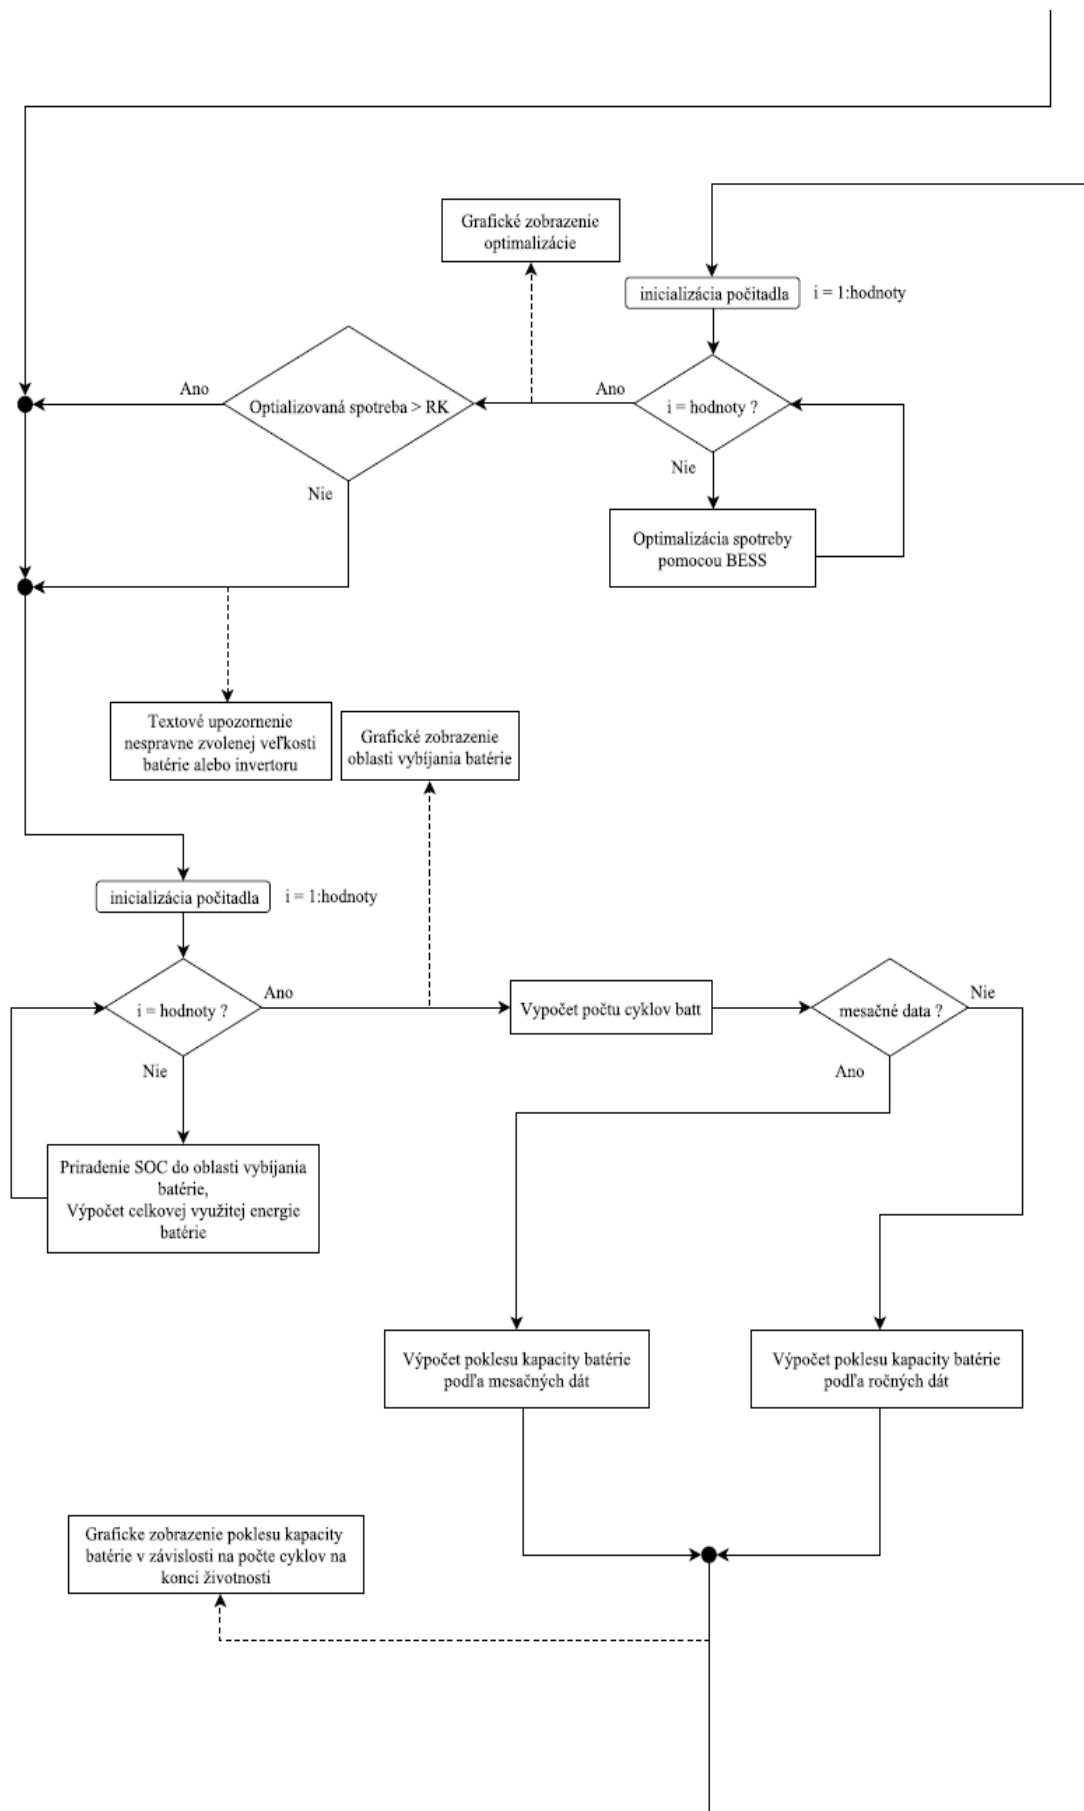 Grafické zobrazenie
optimalizácie
inicializácia počitadla
i = 1:hodnoty
Ano
Optializovaná spotreba > RK
Ano
i = hodnoty ?
Nie
Nie
Optimalizácia spotreby
pomocou BESS
Textové upozornenie
nespravne zvolenej veľkosti
batérie alebo invertoru
Grafické zobrazenie
oblasti vybíjania batérie
inicializácia počitadla
i = 1:hodnoty
i = hodnoty ?
Ano
Nie
Vypočet počtu cyklov batt
mesačné data ?
Nie
Ano
Priradenie SOC do oblasti vybíjania
batérie,
Výpočet celkovej využitej energie
batérie
Výpočet poklesu kapacity batérie
podľa mesačných dát
Výpočet poklesu kapacity batérie
podľa ročných dát
Graficke zobrazenie poklesu kapacity
batérie v závislosti na počte cyklov na
konci životnosti